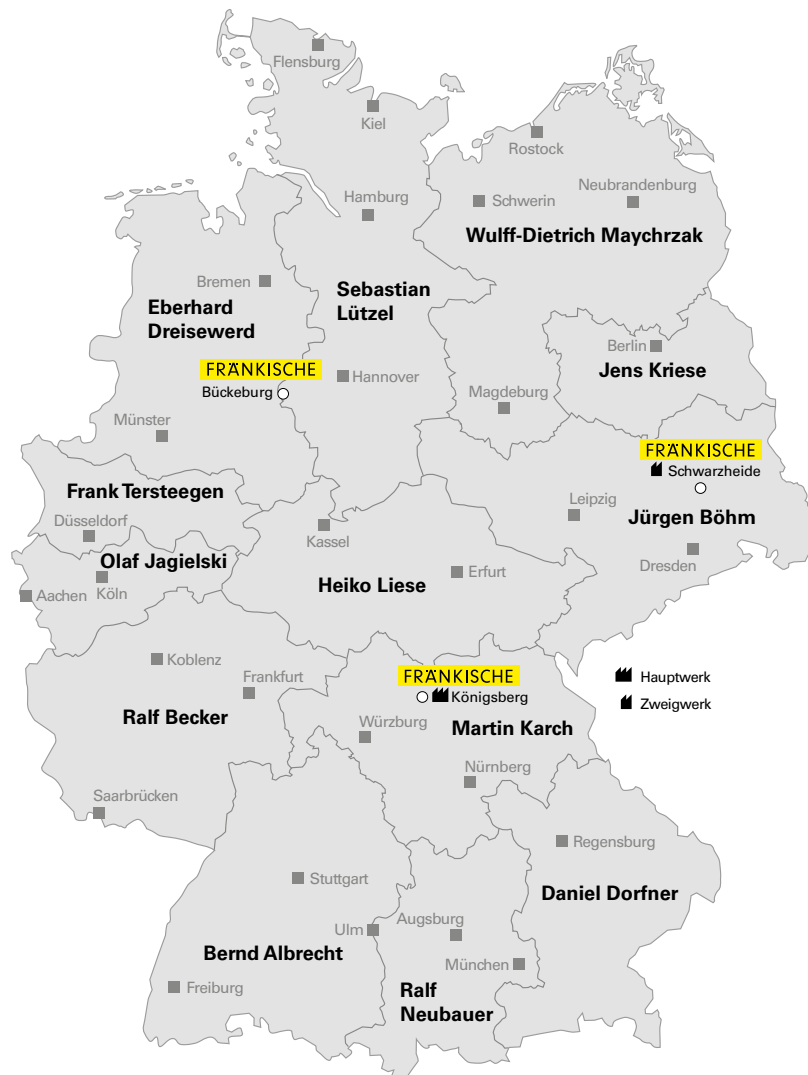 Flensburg
Kiel
Rostock
Hamburg
Schwerin
Neubrandenburg
Wulff-Dietrich Maychrzak
Bremen
Sebastian
Lützel
Eberhard
Dreisewerd
Berlin
Jens Kriese
FRÄNKISCHE
Bückeburg
Hannover
Magdeburg
Münster
FRÄNKISCHE
Schwarzheide
Frank Tersteegen
Leipzig
Jürgen Böhm
Düsseldorf
Kassel
Dresden
Olaf Jagielski
Heiko Liese
Erfurt
Aachen
Köln
Koblenz
Frankfurt
FRÄNKISCHE
Königsberg
Hauptwerk
Zweigwerk
Ralf Becker
Würzburg
Martin Karch
Nürnberg
Saarbrücken
Regensburg
Stuttgart
Daniel Dorfner
Ulm
Augsburg
Bernd Albrecht
München
Freiburg
Ralf
Neubauer